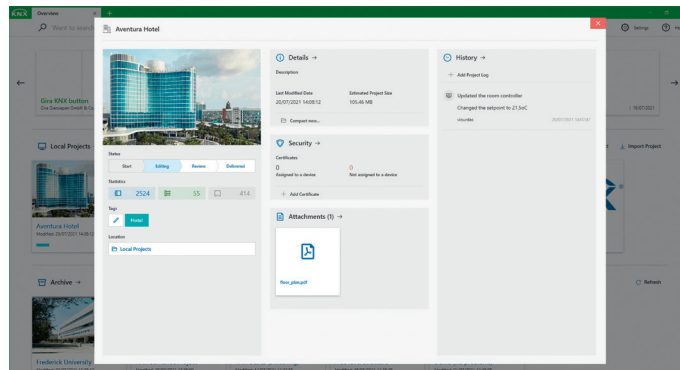 KNX
Overview
×
+
Want to search
Settings
Aventura Hotel
Gira KNX button
Local Projects
Import Project
Aventura Hotel
Archive →
Refresh
Frederick University
Status
Start
Editing
Review
Delivered
Statistics
2524
55
414
Tags
Hotel
Location
Local Projects
Details →
Description
Last Modified Date
Estimated Project Size
20/07/2021 14:08:12
105.46 MB
Compact now...
Security →
Certificates
0
0
Assigned to a device
Not assigned to a device
+ Add Certificate
Attachments (1) →
floor_plan.pdf
History →
+ Add Project Log
Updated the room controller
Changed the setpoint to 21.5oC